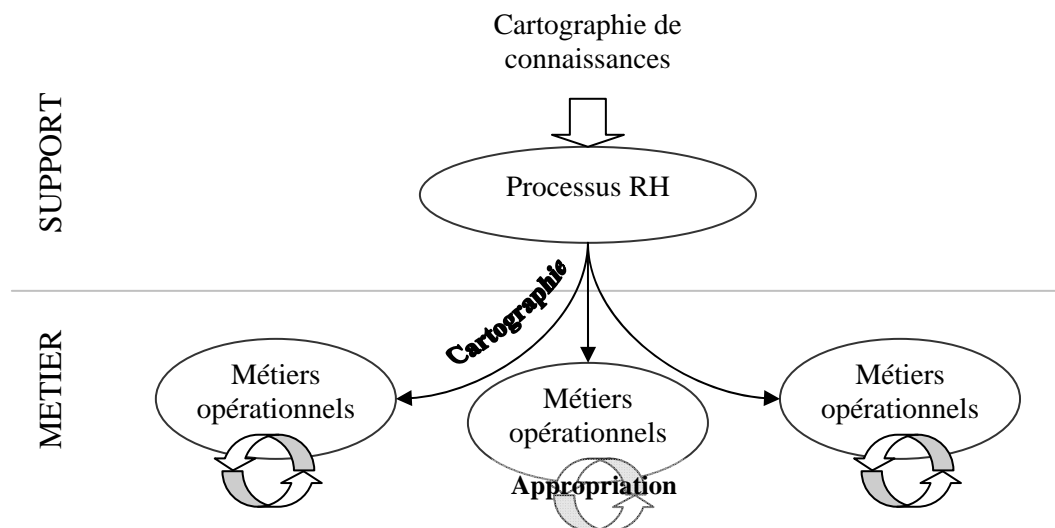 Cartographie de
connaissances
SUPPORT
Processus RH
Cartographie
METIER
Métiers
opérationnels
Métiers
opérationnels
Appropriation
Métiers
opérationnels